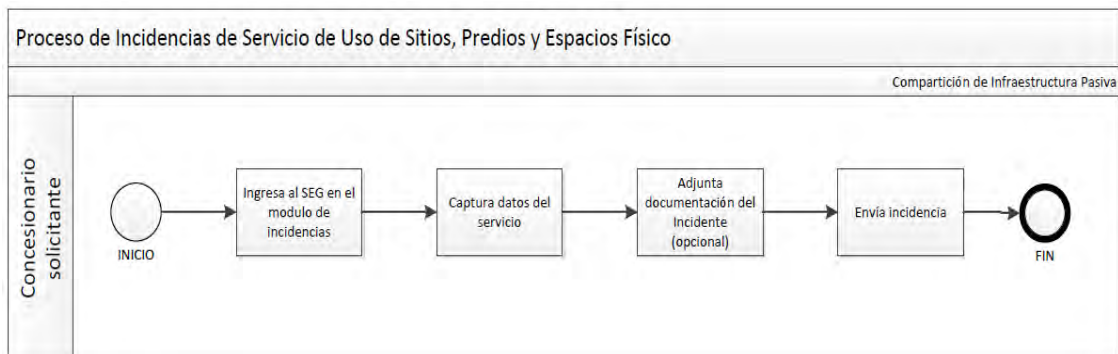 Proceso de Incidencias de Servicio de Uso de Sitios, Predios y Espacios Físico
Compartición de Infraestructura Pasiva
Concesionario
solicitante
INICIO
Ingresa al SEG en el
modulo de
incidencias
Captura datos del
servicio
Adjunta
documentación del
Incidente
(opcional)
Envía incidencia
FIN